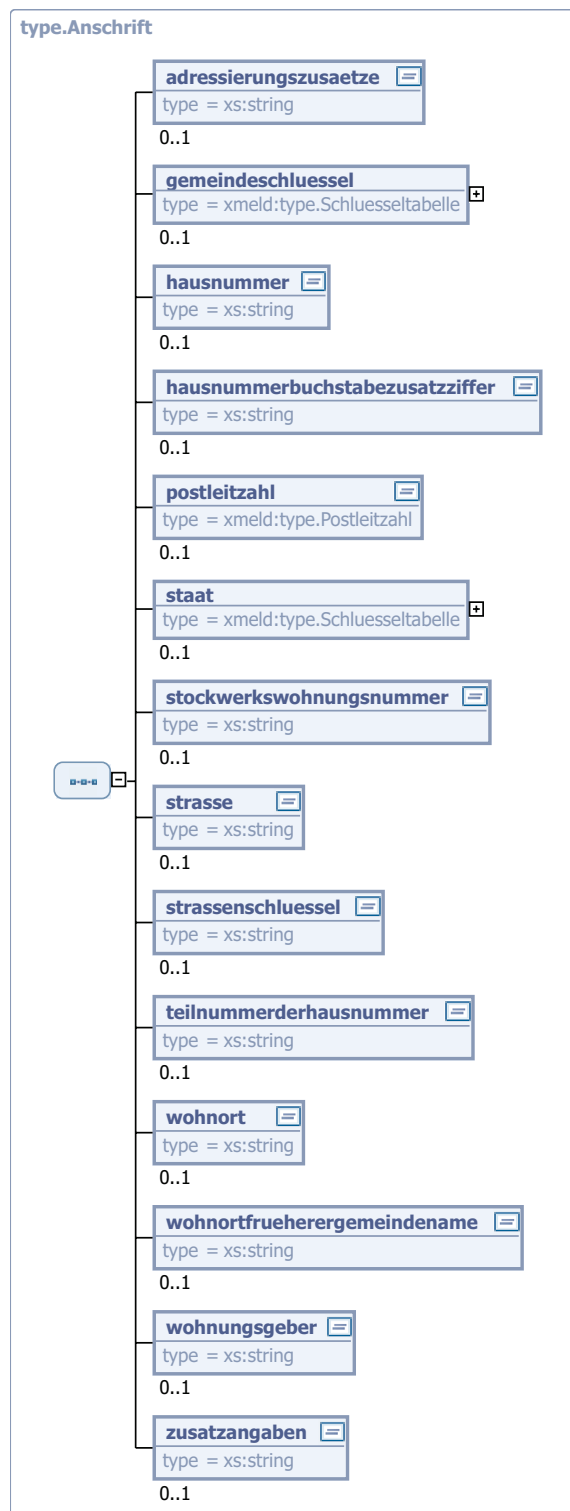 type.Anschrift
adressierungszusaetze
type = xs:string
0..1
gemeindeschluessel
type = xmeld:type.Schluesseltabelle
0..1
hausnummer
type = xs:string
0..1
hausnummerbuchstabezusatzziffer
type = xs:string
0..1
postleitzahl
type = xmeld:type.Postleitzahl
0..1
staat
type = xmeld:type.Schluesseltabelle
0..1
stockwerkswohnungsnummer
type = xs:string
0..1
strasse
type = xs:string
0..1
strassenschluessel
type = xs:string
0..1
teilnummerderhausnummer
type = xs:string
0..1
wohnort
type = xs:string
0..1
wohnortfrueherergemeindename
type = xs:string
0..1
wohnungsgeber
type = xs:string
0..1
zusatzangaben
type = xs:string
0..1